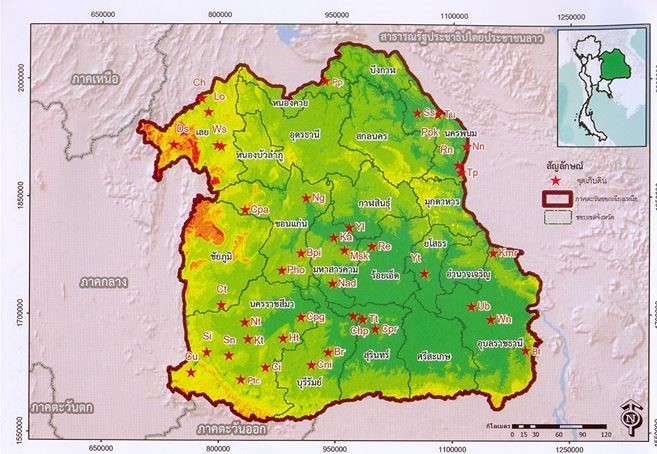 650000 800000 950000 1100000 1250000
สาธารณรัฐประชาธิปไตยประชาชนลาว
ภาคเหนือ
2000000
บึงกาฬ
Pp
Ch
Lo
หนองคาย
Ss Tu
เลย
อุดรธานี
สกลนคร
Ppk
นครพนม
Ds
Ws
Rn
Nn
หนองบัวลำภู
Tp
สัญลักษณ์
จุดเก็บดิน
ภาคตะวันออกเฉียงเหนือ
ขอบเขตจังหวัด
1850000
Cpa
Ng
กาฬสินธุ์
มุกดาหาร
ขอนแก่น
Yl
Ka
ยโสธร
Bpi
Msk
Re
Kmr
ชัยภูมิ
Pho
มหาสารคาม
ร้อยเอ็ด
Yt
อำนาจเจริญ
ภาคกลาง
Nad
Ct
นครราชสีมา
Ub
1700000
Nt
Cpg
Tt
Wn
Chp
Cpr
Kt
Ht
อุบลราชธานี
Si
Sn
Br
สุรินทร์
ศรีสะเกษ
Bt
Cu
Ci
Cni
Ptc
บุรีรัมย์
ภาคตะวันตก
ภาคตะวันออก
กิโลเมตร
0 15 30 60 90 120
1550000
650000 800000 950000 1100000 1250000